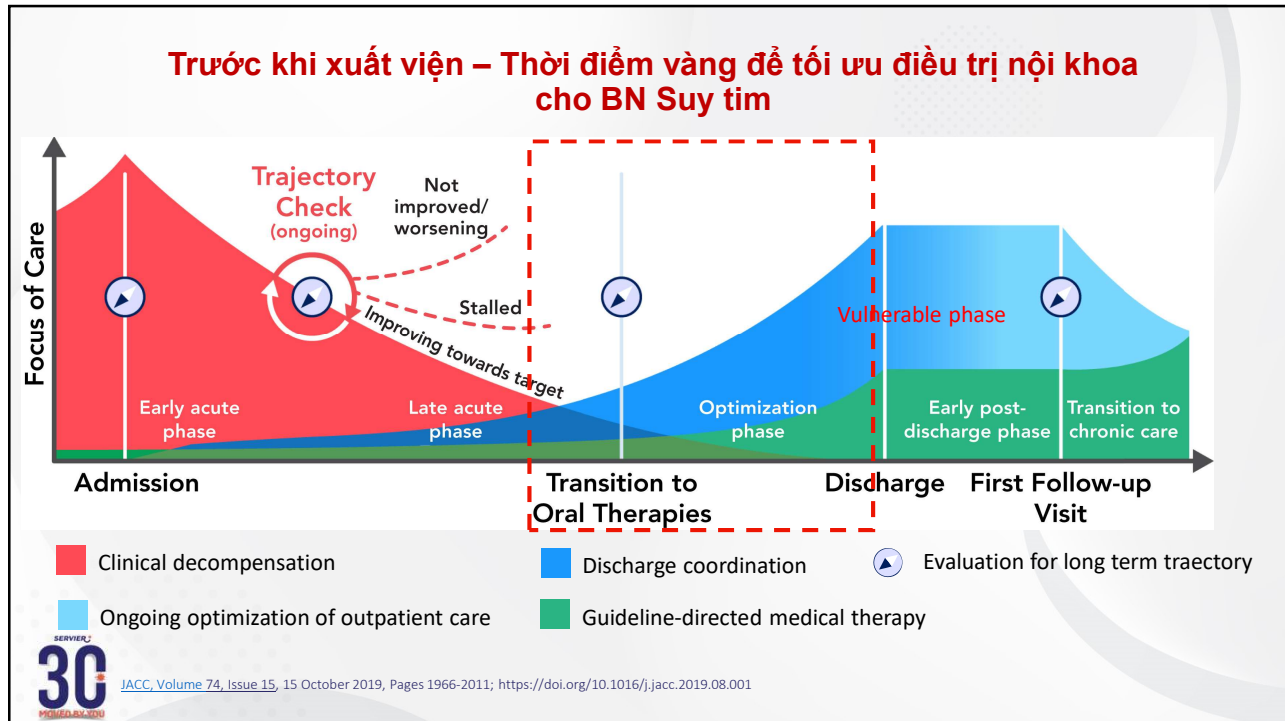 Trước khi xuất viện – Thời điểm vàng để tối ưu điều trị nội khoa
cho BN Suy tim
Focus of Care
Trajectory
Check
(ongoing)
Not
improved/
worsening
Stalled
Improving towards target
Vulnerable phase
Early acute
phase
Late acute
phase
Optimization
phase
Early post-
discharge phase
Transition to
chronic care
Admission
Transition to
Oral Therapies
Discharge
First Follow-up
Visit
Clinical decompensation
Discharge coordination
Evaluation for long term traectory
Ongoing optimization of outpatient care
Guideline-directed medical therapy
SERVIER
30
MOVED BY YOU
JACC, Volume 74, Issue 15, 15 October 2019, Pages 1966-2011; https://doi.org/10.1016/j.jacc.2019.08.001